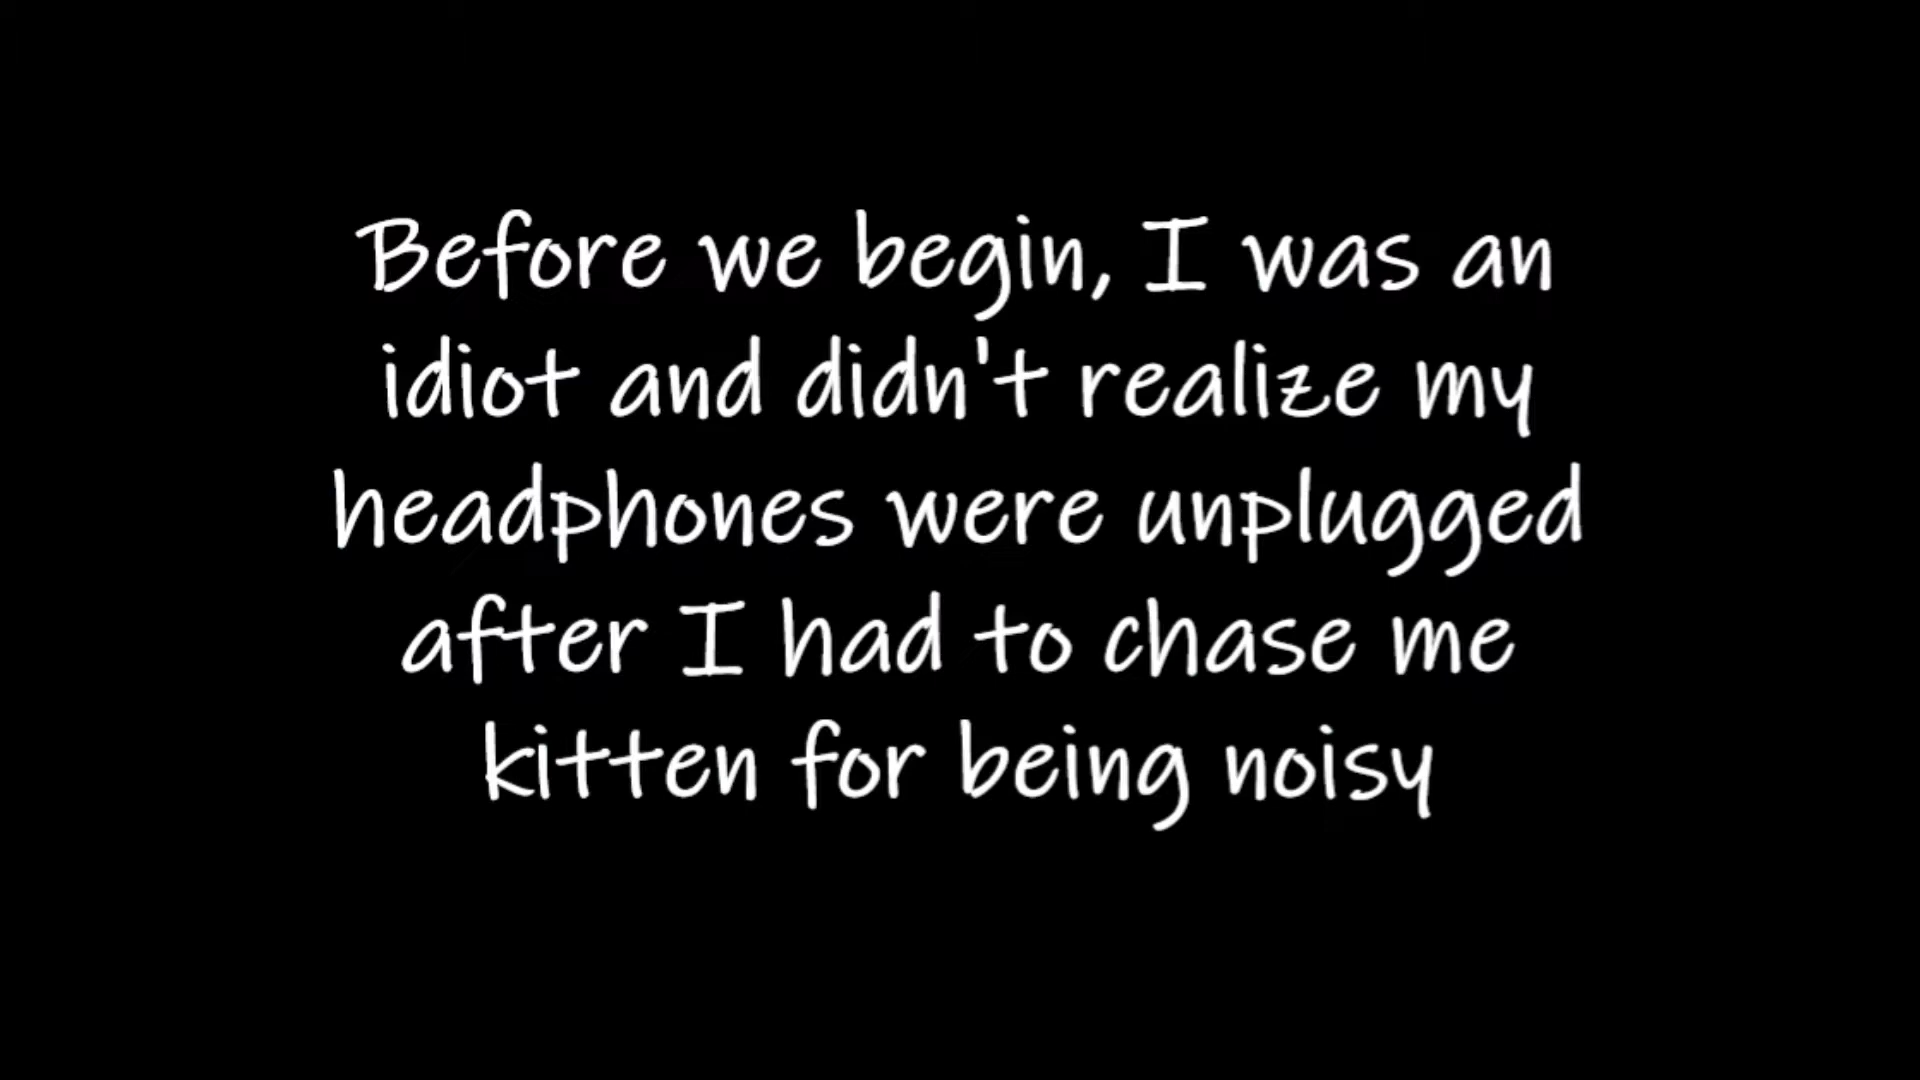 Before we begin, I was an
idiot and didn't realize my
headphones were unplugged
after I had to chase me
kitten for being noisy